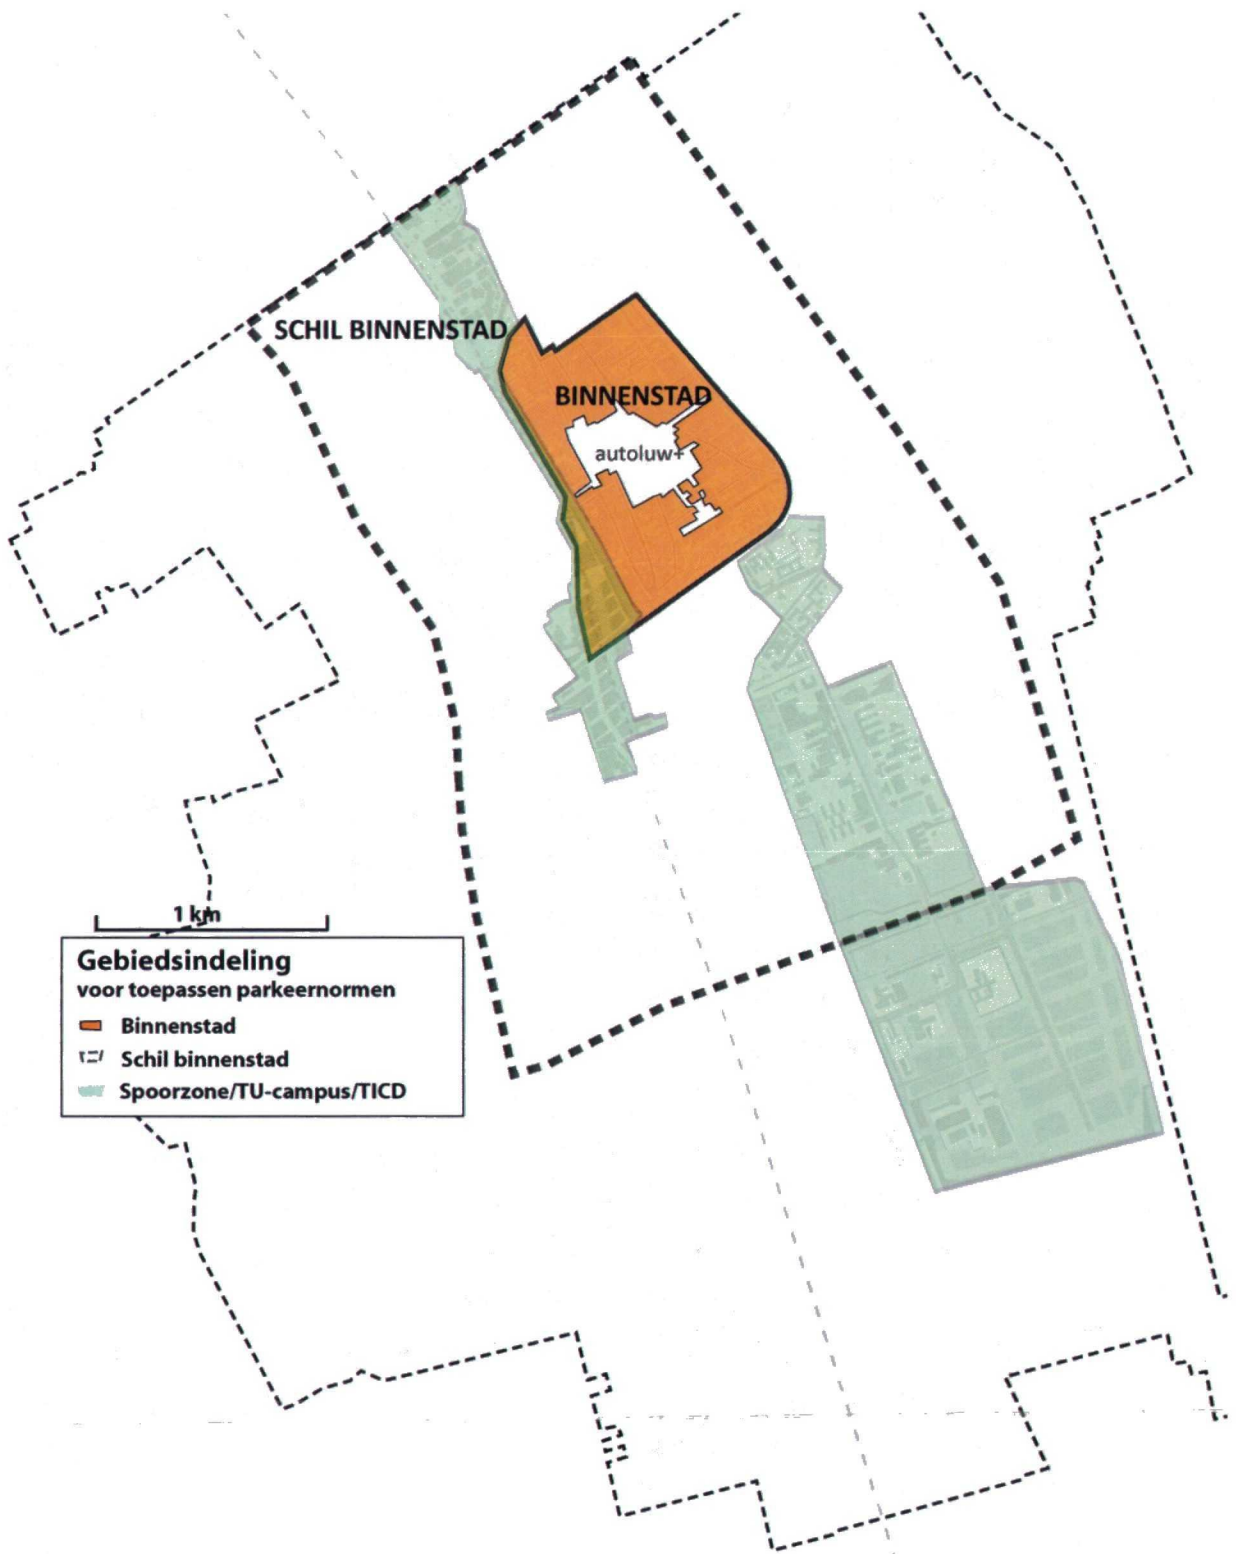 SCHIL BINNENSTAD
BINNENSTAD
autoluw+
1 km
Gebiedsindeling
voor toepassen parkeernormen
Binnenstad
Schil binnenstad
Spoorzone/TU-campus/TICD